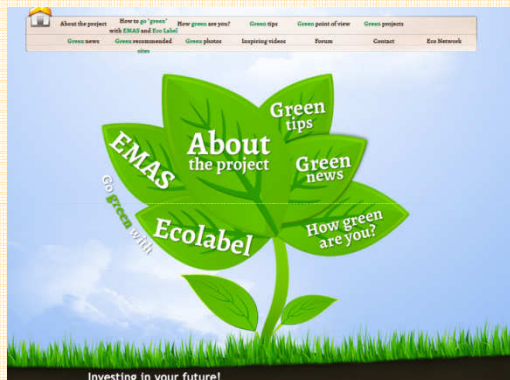 About the project
How to go "green"
with EMAS and Eco Label
How green are you?
Green tips
Green point of view
Green projects
Green news
Green recommended
sites
Green photos
Inspiring videos
Forum
Contact
Eco Network
Green
tips
About
the project
EMAS
Green
news
Go green with
Ecolabel
How green
are you?
Investing in your future!